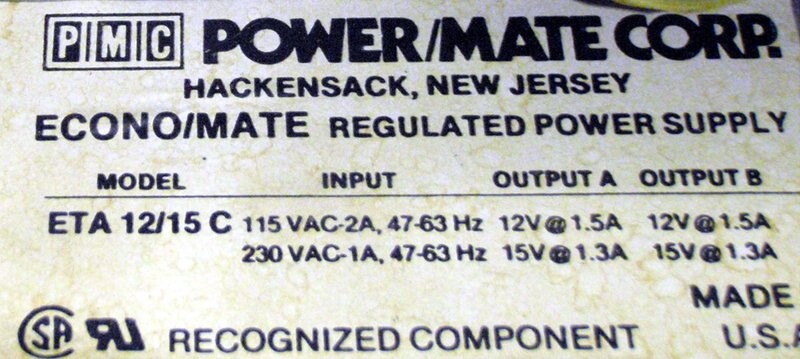 PMC POWER/MATE CORP.
HACKENSACK, NEW JERSEY
ECONO/MATE REGULATED POWER SUPPLY
MODEL INPUT OUTPUT A OUTPUT B
ETA 12/15 C 115 VAC-2A, 47-63 Hz 12V@1.5A 12V@1.5A
230 VAC-1A, 47-63 Hz 15V@1.3A 15V@1.3A
MADE
SA RU RECOGNIZED COMPONENT U.S.A